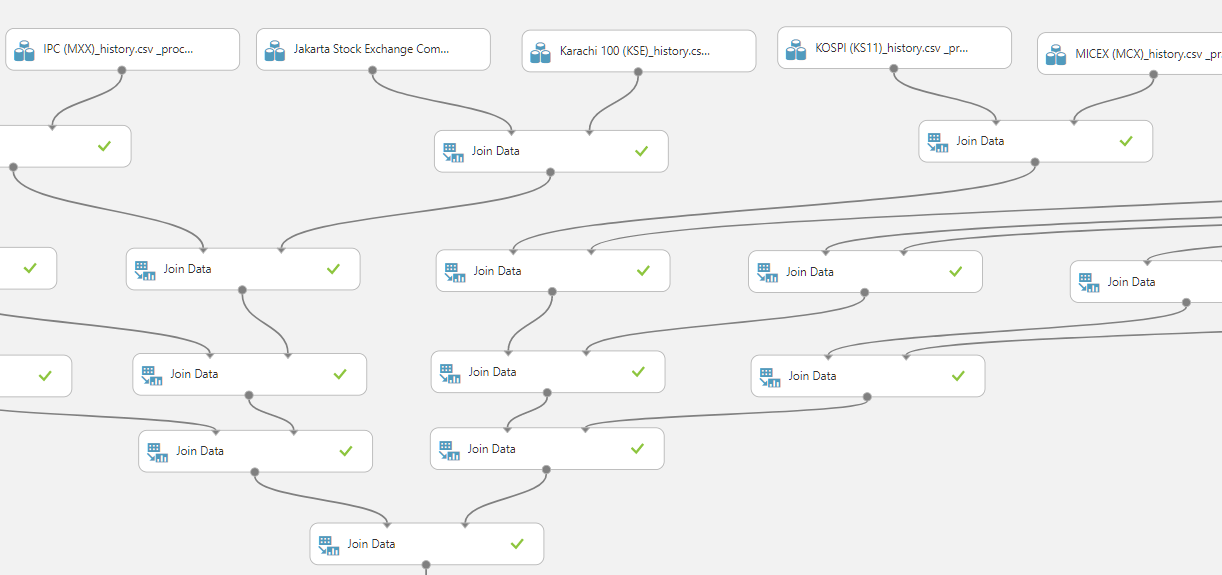 IPC (MXX)_history.csv _proc...
Jakarta Stock Exchange Com...
Karachi 100 (KSE)_history.cs...
KOSPI (KS11)_history.csv _pr...
MICEX (MCX)_history.csv _pr
Join Data
Join Data
Join Data
Join Data
Join Data
Join Data
Join Data
Join Data
Join Data
Join Data
Join Data
Join Data